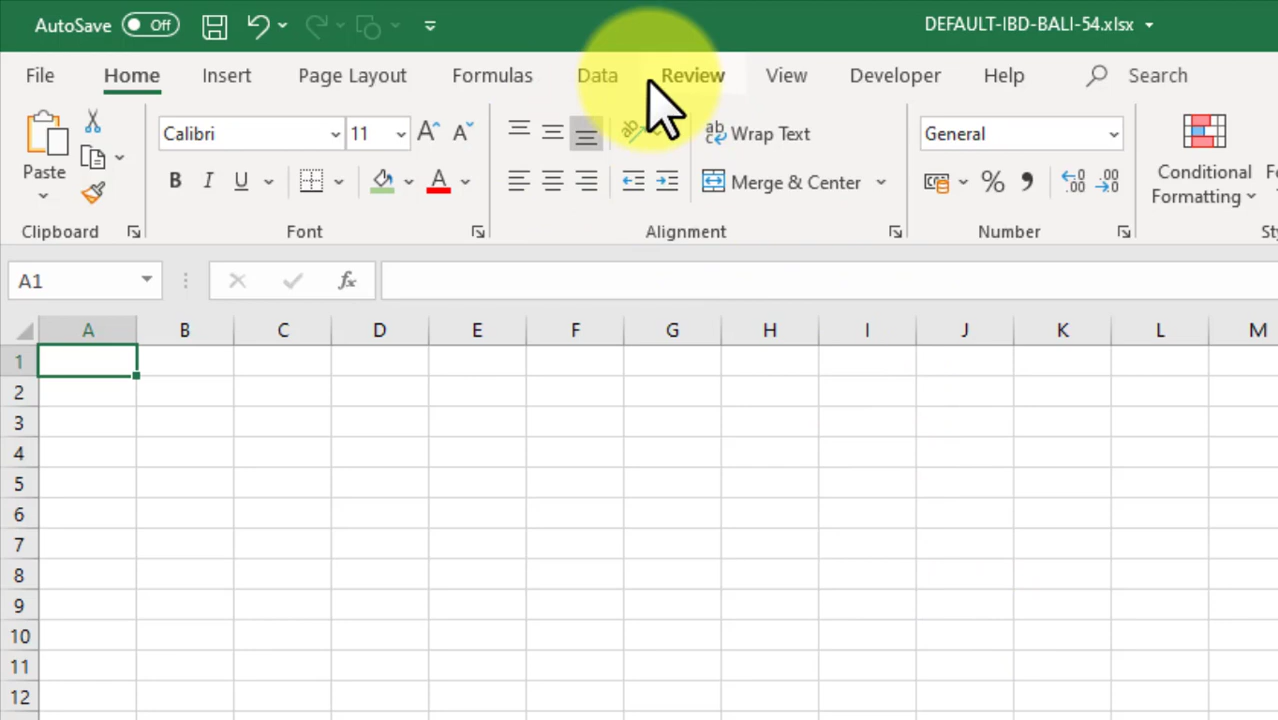 AutoSave Off DEFAULT-IBD-BALI-54.xlsx
File Home Insert Page Layout Formulas Data Review View Developer Help Search
Calibri 11 ab Wrap Text General
Paste B I U A Merge & Center % Conditional Formatting
Clipboard Font Alignment Number
A1 fx
A B C D E F G H I J K L M
1
2
3
4
5
6
7
8
9
10
11
12